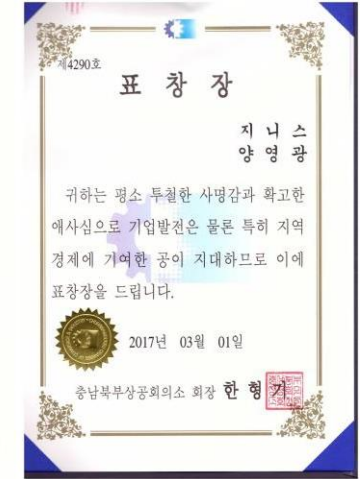 제4290호
표 창 장
지 니 스
양 영 광
귀하는 평소 투철한 사명감과 확고한
애사심으로 기업발전은 물론 특히 지역
경제에 기여한 공이 지대하므로 이에
표창장을 드립니다.
2017년 03월 01일
충남북부상공회의소 회장 한 형 기